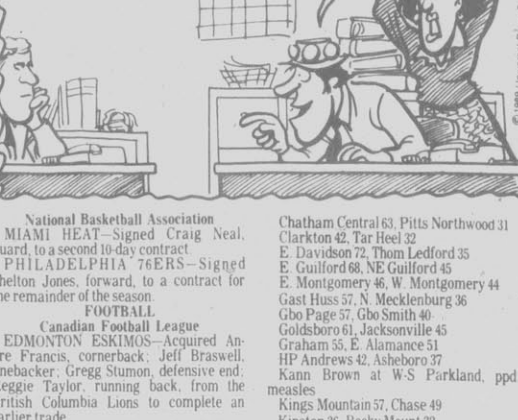 National Basketball Association
MIAMI HEAT—Signed Craig Neal,
uard, to a second 10-day contract.
PHILADELPHIA 76ERS—Signed
helton Jones, forward, to a contract for
he remainder of the season.
FOOTBALL
Canadian Football League
EDMONTON ESKIMOS—Acquired An-
re Francis, cornerback; Jeff Braswell,
nebacker; Gregg Stumon, defensive end;
eggie Taylor, running back, from the
ritish Columbia Lions to complete an
arlier trade.
Chatham Central 63, Pitts Northwood 31
Clarkton 42, Tar Heel 32
E. Davidson 72, Thom Ledford 35
E. Guilford 68, NE Guilford 45
E. Montgomery 46, W. Montgomery 44
Gast Huss 57, N. Mecklenburg 36
Gbo Page 57, Gbo Smith 40
Goldsboro 61, Jacksonville 45
Graham 55, E. Alamance 51
HP Andrews 42, Asheboro 37
Kann Brown at W-S Parkland, ppd
measles
Kings Mountain 57, Chase 49